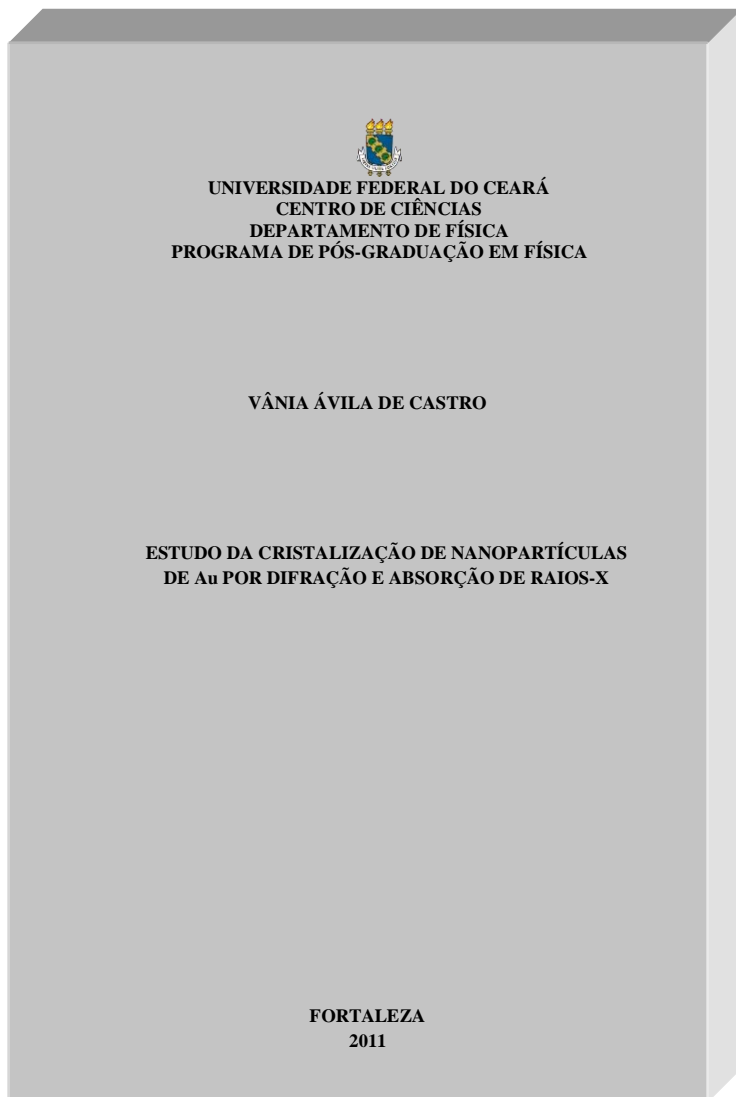 UNIVERSIDADE FEDERAL DO CEARÁ
CENTRO DE CIÊNCIAS
DEPARTAMENTO DE FÍSICA
PROGRAMA DE PÓS-GRADUAÇÃO EM FÍSICA
VÂNIA ÁVILA DE CASTRO
ESTUDO DA CRISTALIZAÇÃO DE NANOPARTÍCULAS
DE Au POR DIFRAÇÃO E ABSORÇÃO DE RAIOS-X
FORTALEZA
2011